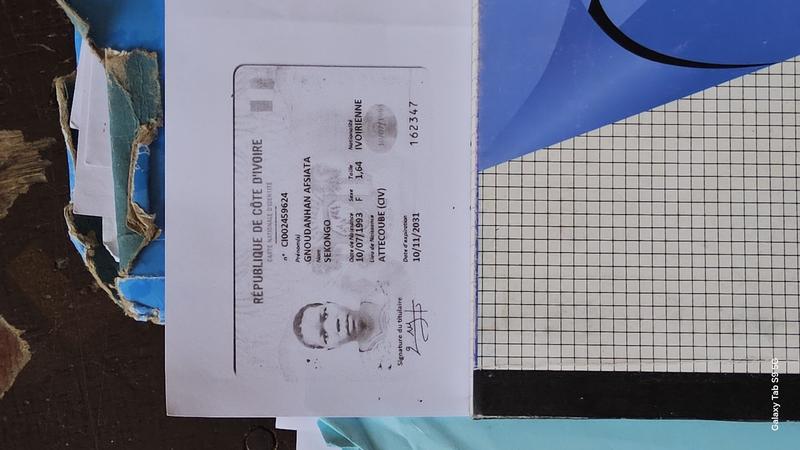 RÉPUBLIQUE DE CÔTE D'IVOIRE
CARTE NATIONALE D'IDENTITÉ
n° CI002459624
Prénom(s)
GNOUDANHAN AFSIATA
Nom
SEKONGO
Date de Naissance Sexe Taille Nationalité
10/07/1993 F 1,64 IVOIRIENNE
Lieu de Naissance
ATTECOUBE (CIV)
Date d'expiration
10/11/2031
162347
Signature du titulaire
Galaxy Tab S9 5G